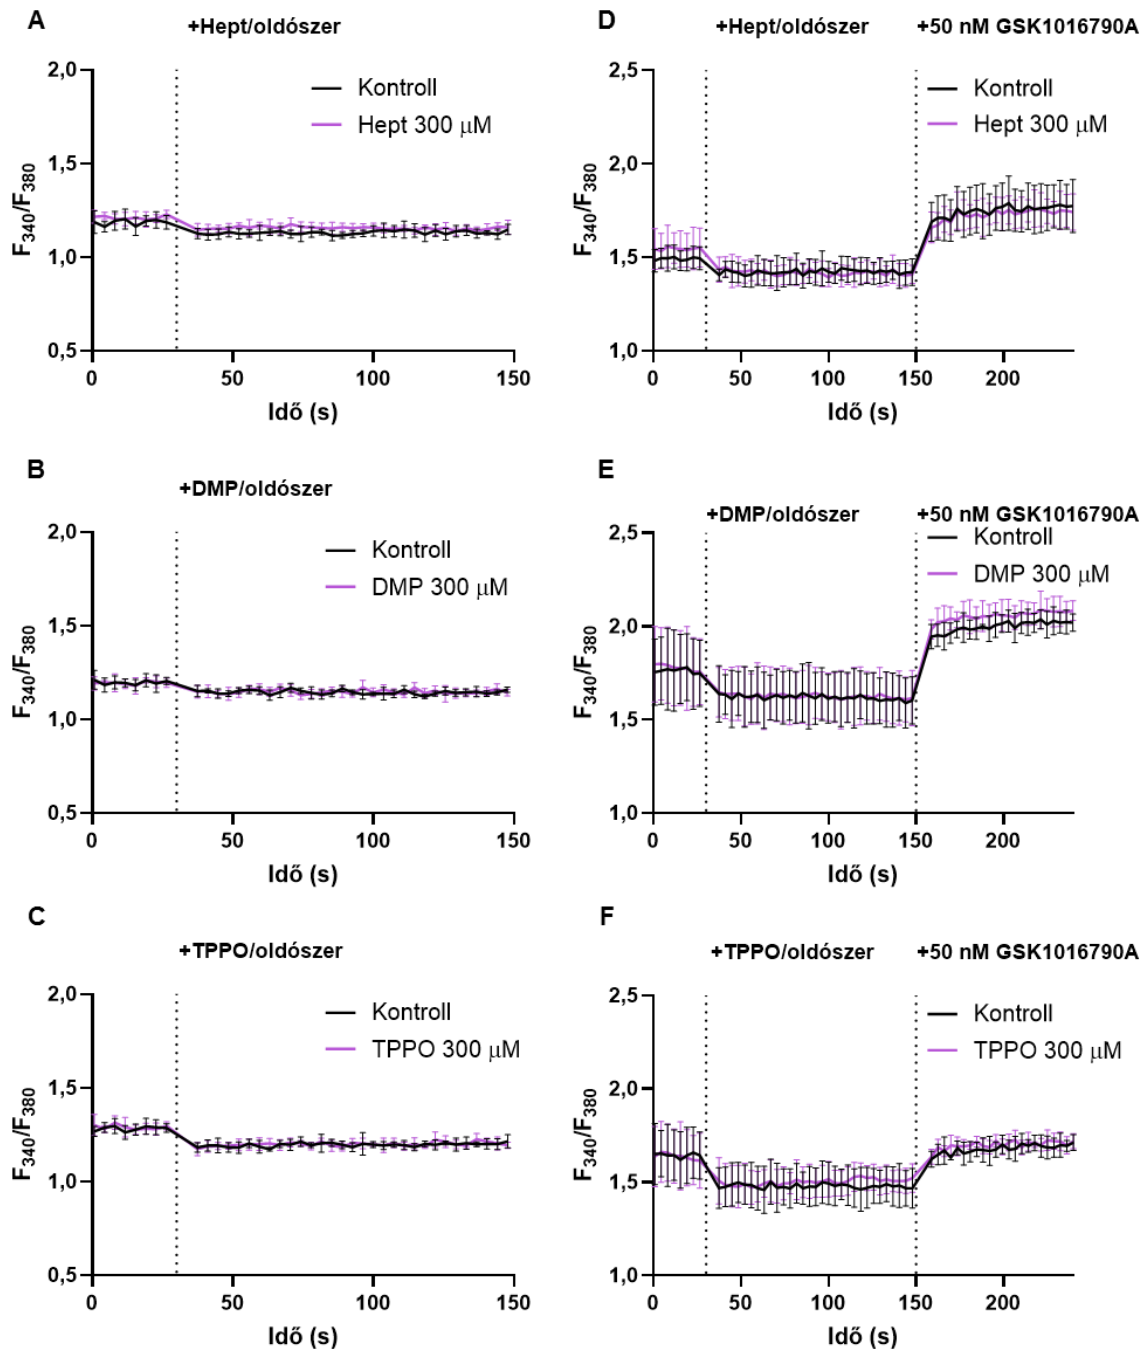 A
+Hept/oldószer
2,0
1,5
1,0
0,5
F340/F380
Kontroll
Hept 300 μM
0 50 100 150
Idő (s)
D
+Hept/oldószer +50 nM GSK1016790A
2,5
2,0
1,5
1,0
F340/F380
Kontroll
Hept 300 μM
0 50 100 150 200
Idő (s)
B
+DMP/oldószer
2,0
1,5
1,0
0,5
F340/F380
Kontroll
DMP 300 μM
0 50 100 150
Idő (s)
E
+DMP/oldószer +50 nM GSK1016790A
2,5
2,0
1,5
1,0
F340/F380
Kontroll
DMP 300 μM
0 50 100 150 200
Idő (s)
C
+TPPO/oldószer
2,0
1,5
1,0
0,5
F340/F380
Kontroll
TPPO 300 μM
0 50 100 150
Idő (s)
F
+TPPO/oldószer +50 nM GSK1016790A
2,5
2,0
1,5
1,0
F340/F380
Kontroll
TPPO 300 μM
0 50 100 150 200
Idő (s)